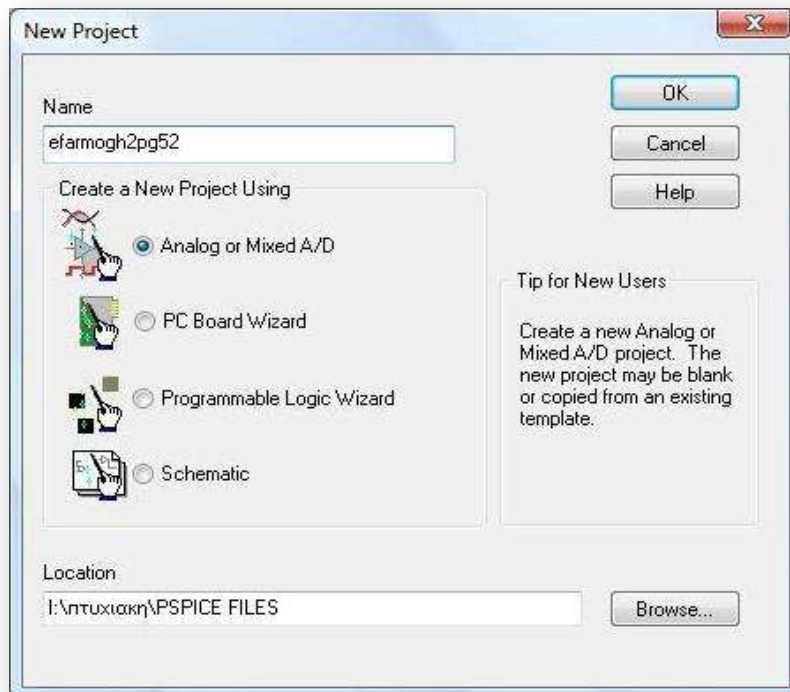 New Project
Name
efarmogh2pg52
OK
Cancel
Help
Create a New Project Using
Analog or Mixed A/D
PC Board Wizard
Programmable Logic Wizard
Schematic
Tip for New Users
Create a new Analog or
Mixed A/D project. The
new project may be blank
or copied from an existing
template.
Location
I:\πτυχιακη\PSPICE FILES
Browse...